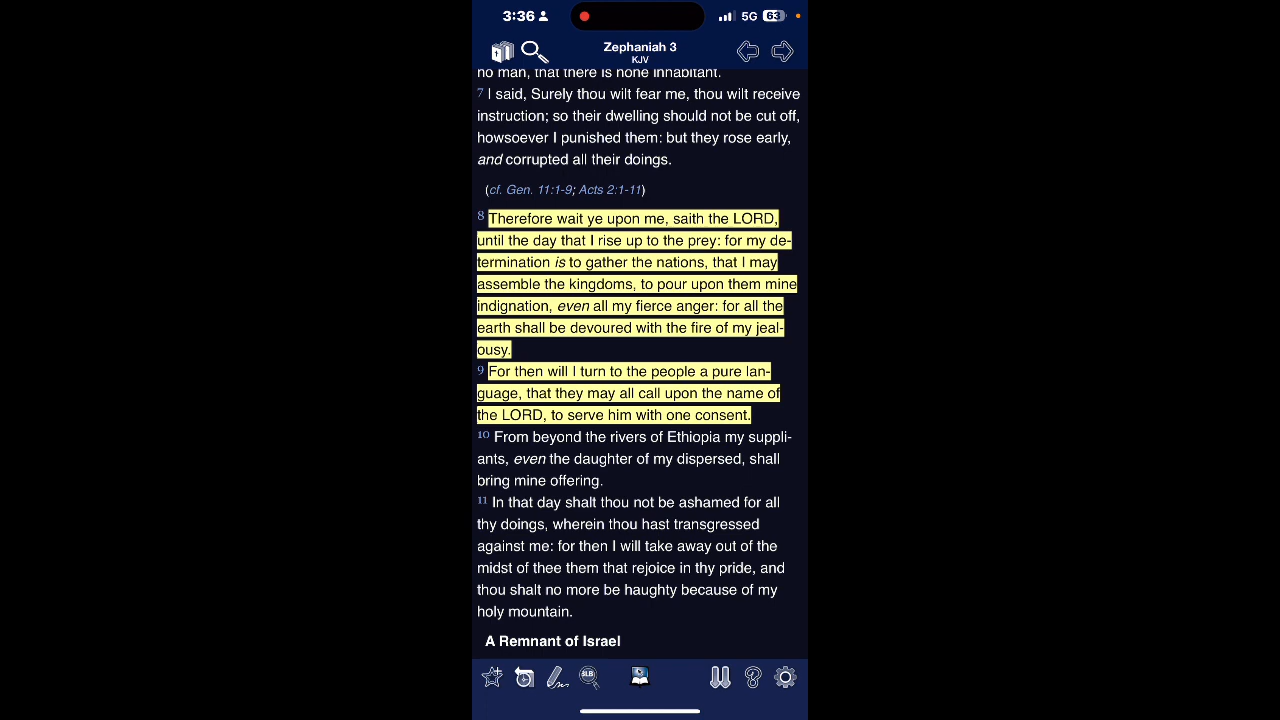 3:36
5G 63
Zephaniah 3
KJV
no man, that there is none inhabitant.
7 I said, Surely thou wilt fear me, thou wilt receive
instruction; so their dwelling should not be cut off,
howsoever I punished them: but they rose early,
and corrupted all their doings.
(cf. Gen. 11:1-9; Acts 2:1-11)
8 Therefore wait ye upon me, saith the LORD,
until the day that I rise up to the prey: for my de-
termination is to gather the nations, that I may
assemble the kingdoms, to pour upon them mine
indignation, even all my fierce anger: for all the
earth shall be devoured with the fire of my jeal-
ousy.
9 For then will I turn to the people a pure lan-
guage, that they may all call upon the name of
the LORD, to serve him with one consent.
10 From beyond the rivers of Ethiopia my suppli-
ants, even the daughter of my dispersed, shall
bring mine offering.
11 In that day shalt thou not be ashamed for all
thy doings, wherein thou hast transgressed
against me: for then I will take away out of the
midst of thee them that rejoice in thy pride, and
thou shalt no more be haughty because of my
holy mountain.
A Remnant of Israel
SLB